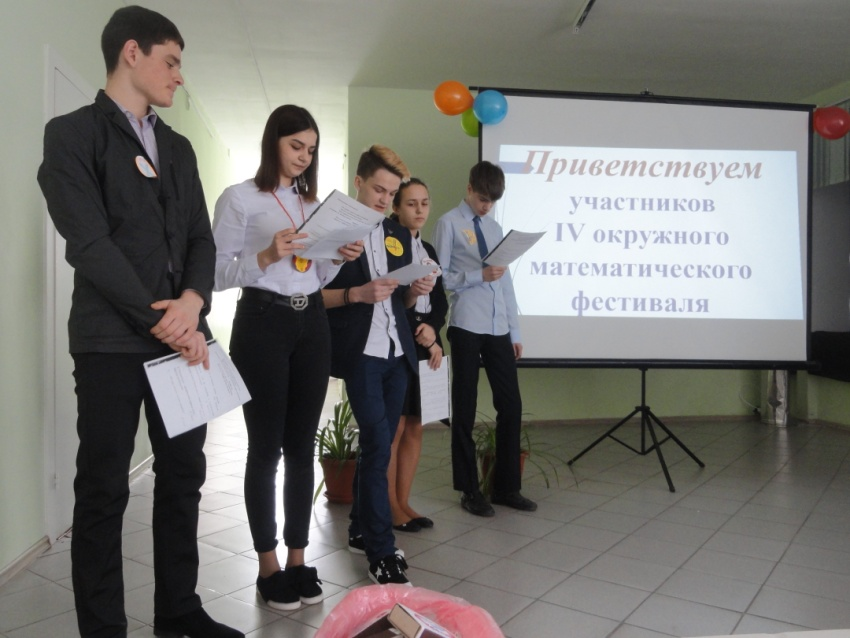 Приветствуем
участников
IV окружного
математического
фестиваля